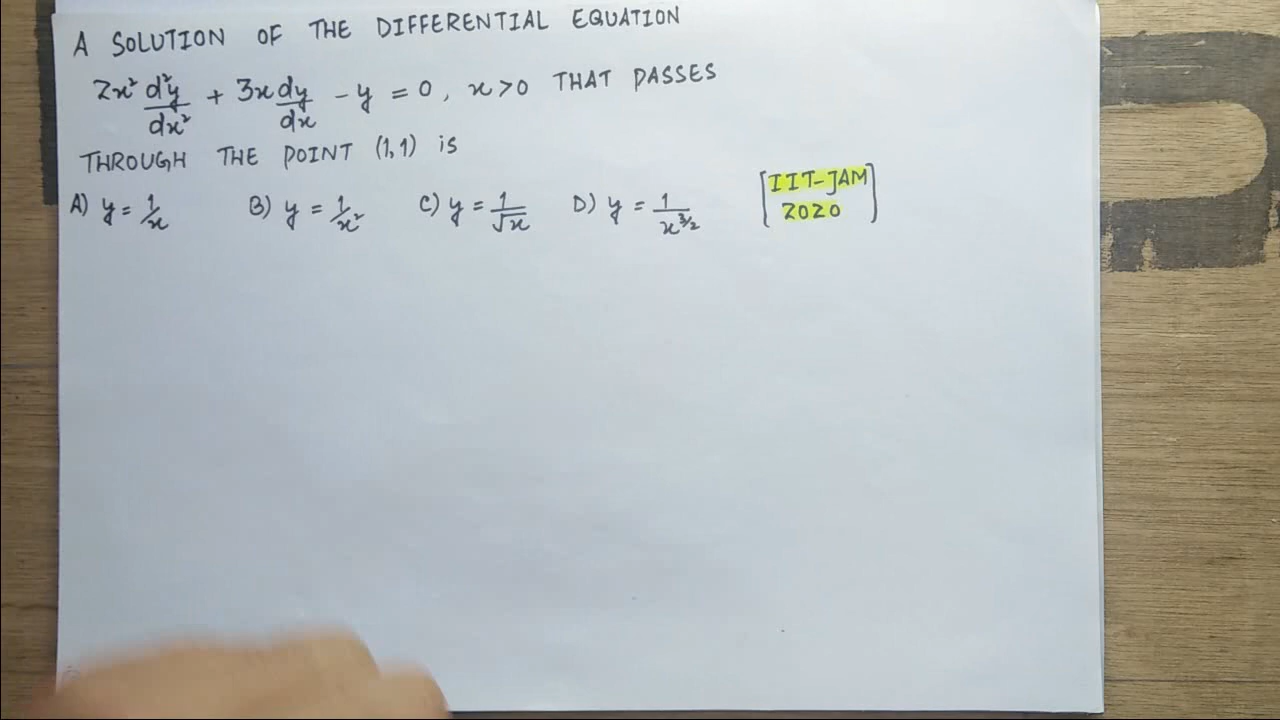 A SOLUTION OF THE DIFFERENTIAL EQUATION
2x² d²y/dx² + 3x dy/dx - y = 0, x > 0 THAT PASSES
THROUGH THE POINT (1,1) is
A) y = 1/x B) y = 1/x² C) y = 1/√x D) y = 1/x^3/2 [IIT-JAM
2020]